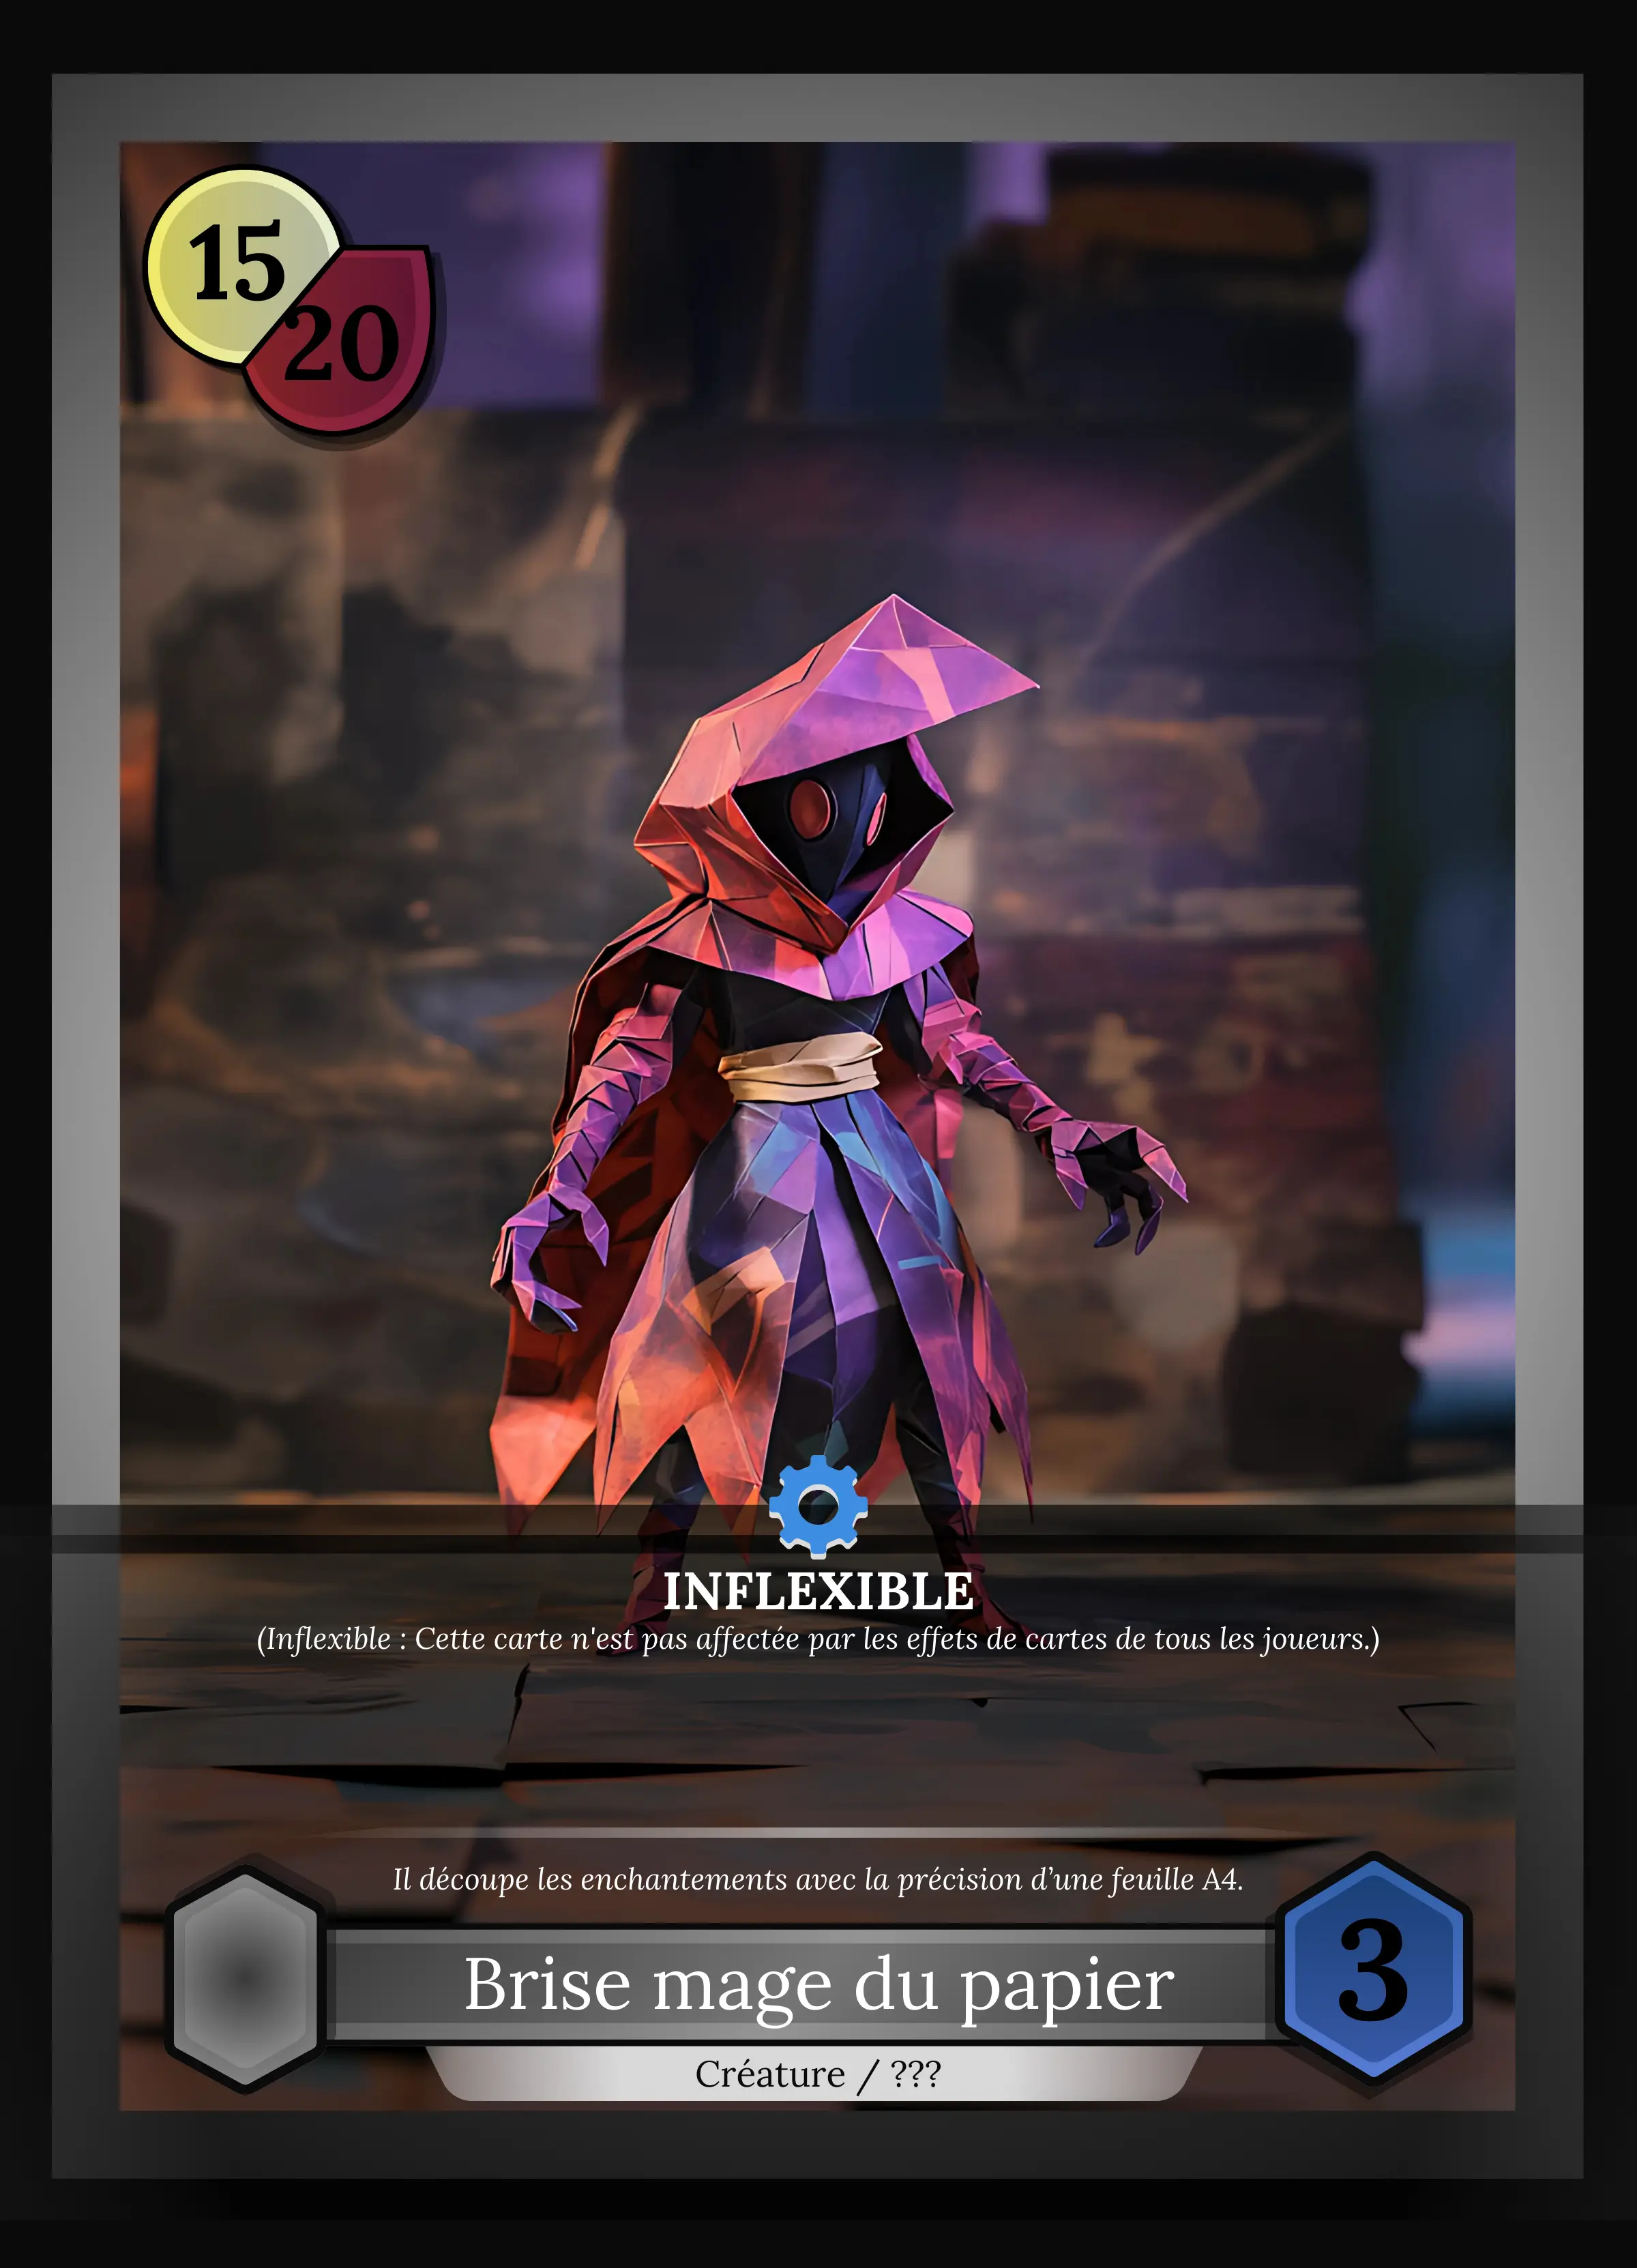 15
20
INFLEXIBLE
(Inflexible : Cette carte n'est pas affectée par les effets de cartes de tous les joueurs.)
Il découpe les enchantements avec la précision d’une feuille A4.
Brise mage du papier
3
Créature / ???